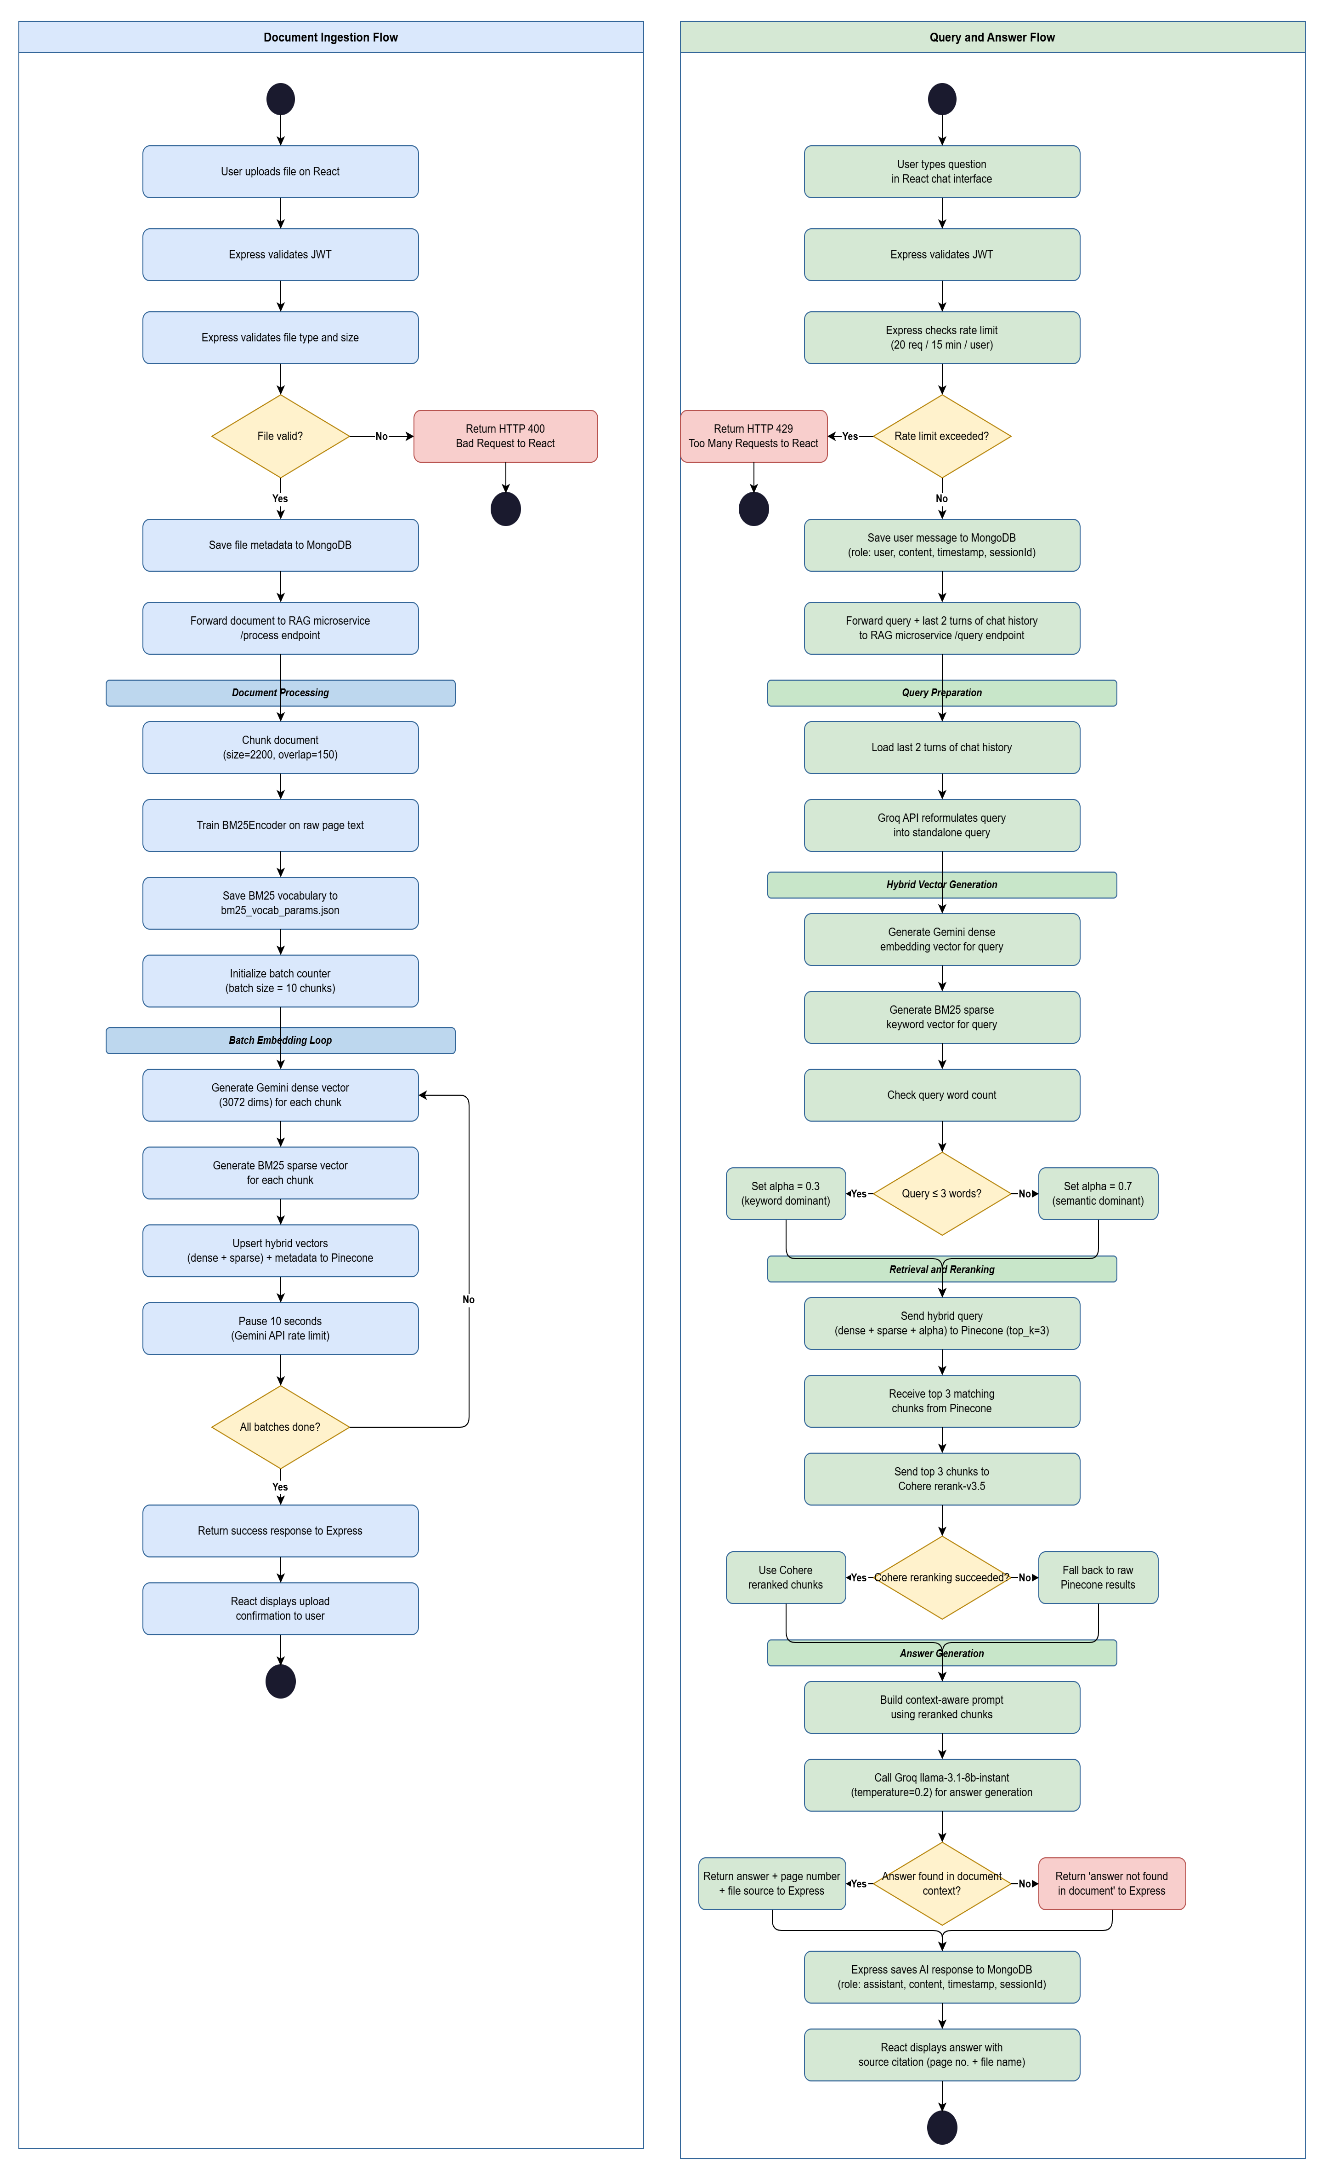 Document Ingestion Flow
User uploads file on React
Express validates JWT
Express validates file type and size
File valid?
No
Return HTTP 400
Bad Request to React
Yes
Save file metadata to MongoDB
Forward document to RAG microservice
/process endpoint
Document Processing
Chunk document
(size=2200, overlap=150)
Train BM25Encoder on raw page text
Save BM25 vocabulary to
bm25_vocab_params.json
Initialize batch counter
(batch size = 10 chunks)
Batch Embedding Loop
Generate Gemini dense vector
(3072 dims) for each chunk
Generate BM25 sparse vector
for each chunk
Upsert hybrid vectors
(dense + sparse) + metadata to Pinecone
No
Pause 10 seconds
(Gemini API rate limit)
All batches done?
Yes
Return success response to Express
React displays upload
confirmation to user
Query and Answer Flow
User types question
in React chat interface
Express validates JWT
Express checks rate limit
(20 req / 15 min / user)
Return HTTP 429
Too Many Requests to React
Yes
Rate limit exceeded?
No
Save user message to MongoDB
(role: user, content, timestamp, sessionId)
Forward query + last 2 turns of chat history
to RAG microservice /query endpoint
Query Preparation
Load last 2 turns of chat history
Groq API reformulates query
into standalone query
Hybrid Vector Generation
Generate Gemini dense
embedding vector for query
Generate BM25 sparse
keyword vector for query
Check query word count
Set alpha = 0.3
(keyword dominant)
Yes
Query ≤ 3 words?
No
Set alpha = 0.7
(semantic dominant)
Retrieval and Reranking
Send hybrid query
(dense + sparse + alpha) to Pinecone (top_k=3)
Receive top 3 matching
chunks from Pinecone
Send top 3 chunks to
Cohere rerank-v3.5
Use Cohere
reranked chunks
Yes
Cohere reranking succeeded?
No
Fall back to raw
Pinecone results
Answer Generation
Build context-aware prompt
using reranked chunks
Call Groq llama-3.1-8b-instant
(temperature=0.2) for answer generation
Return answer + page number
+ file source to Express
Yes
Answer found in document
context?
No
Return 'answer not found
in document' to Express
Express saves AI response to MongoDB
(role: assistant, content, timestamp, sessionId)
React displays answer with
source citation (page no. + file name)